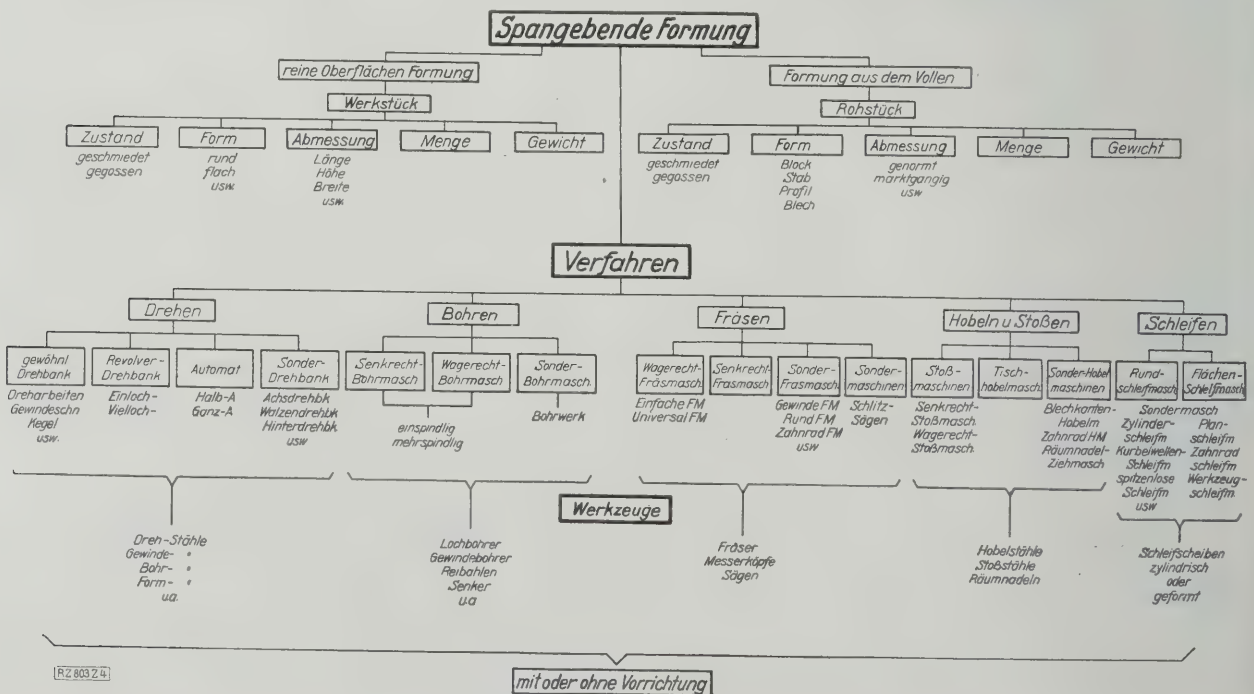 Spangebende Formung
reine Oberflächen Formung
Werkstück
Zustand
geschmiedet
gegossen
Form
rund
flach
usw.
Abmessung
Länge
Höhe
Breite
usw.
Menge
Gewicht
Formung aus dem Vollen
Rohstück
Zustand
geschmiedet
gegossen
Form
Block
Stab
Profil
Blech
Abmessung
genormt
marktgängig
usw
Menge
Gewicht
Verfahren
Drehen
gewöhnl
Drehbank
Dreharbeiten
Gewindeschn
Kegel
usw.
Revolver-
Drehbank
Einloch-
Vielloch-
Automat
Halb-A
Ganz-A
Sonder-
Drehbank
Achsdrehbk
Walzendrehbk.
Hinterdrehbk.
usw
Bohren
Senkrecht-
Bohrmasch.
Wagerecht-
Bohrmasch
einspindlig
mehrspindlig
Sonder-
Bohrmasch.
Bohrwerk
Fräsen
Wagerecht-
Fräsmasch.
Einfache FM
Universal FM
Senkrecht-
Fräsmasch.
Sonder-
Fräsmasch.
Gewinde FM
Rund FM
Zahnrad FM
usw
Sonder-
maschinen
Schlitz-
Sägen
Hobeln u Stoßen
Stoß-
maschinen
Senkrecht-
Stoßmasch.
Wagerecht-
Stoßmasch.
Tisch-
hobelmasch.
Sonder-Hobel
maschinen
Blechkanten-
Hobelm
Zahnrad HM
Räumnadel-
Ziehmasch
Schleifen
Rund-
schleifmasch.
Flächen-
Schleifmasch.
Sondermasch
Zylinder-
schleifm
Kurbelwellen-
Schleifm
spitzenlose
Schleifm
usw
Plan-
schleifm
Zahnrad
schleifm
Werkzeug-
schleifm.
Werkzeuge
Dreh-Stähle
Gewinde- "
Bohr- "
Form- "
u.a.
Lochbohrer
Gewindebohrer
Reibahlen
Senker
u.a
Fräser
Messerköpfe
Sägen
Hobelstähle
Stoßstähle
Räumnadeln
Schleifscheiben
zylindrisch
oder
geformt
mit oder ohne Vorrichtung
RZ 803 Z 4